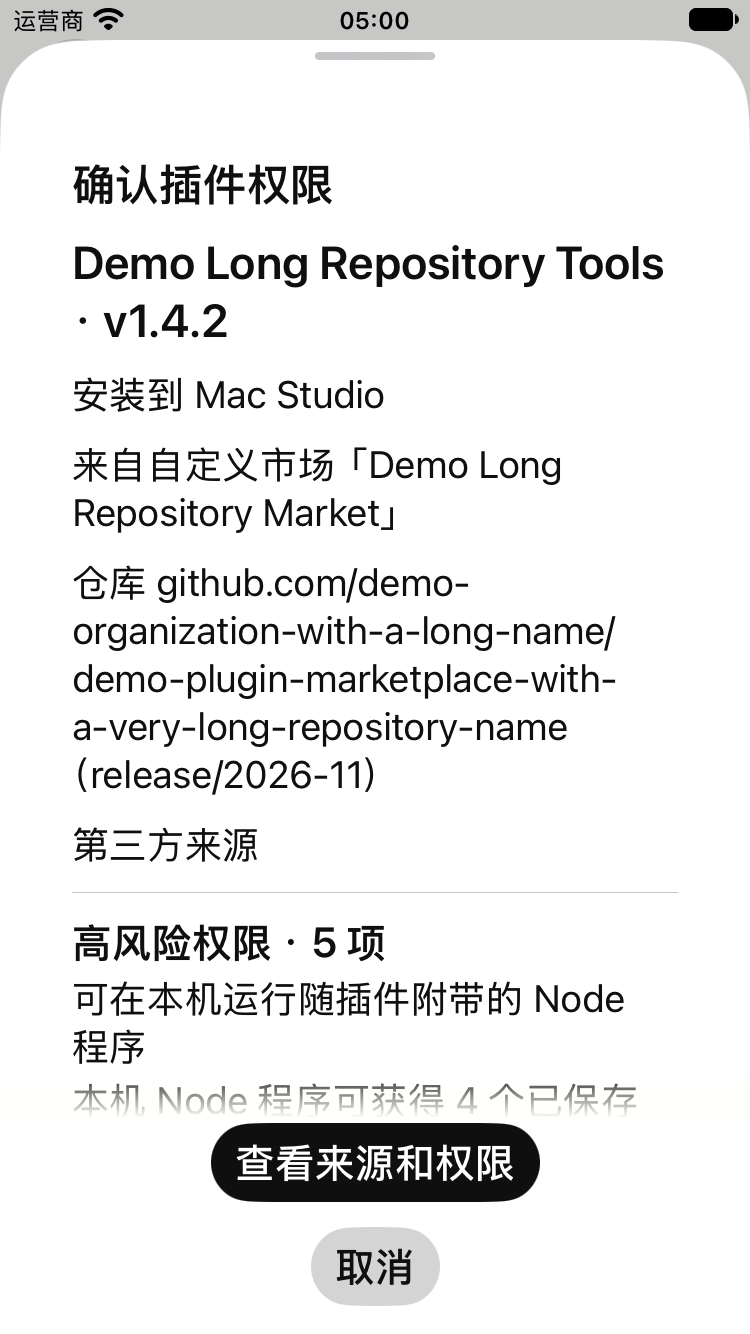 运营商
05:00
确认插件权限
Demo Long Repository Tools
· v1.4.2
安装到 Mac Studio
来自自定义市场「Demo Long
Repository Market」
仓库 github.com/demo-
organization-with-a-long-name/
demo-plugin-marketplace-with-
a-very-long-repository-name
(release/2026-11)
第三方来源
高风险权限 · 5 项
可在本机运行随插件附带的 Node
程序
本机 Node 程序可获得 4 个已保存
查看来源和权限
取消